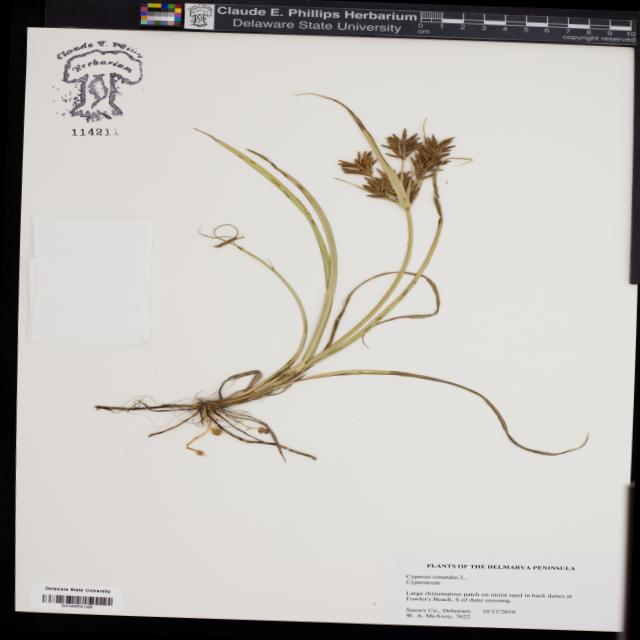 Claude E. Phillips Herbarium
Delaware State University
cm
copyright reserved
Claude E. Phillips
Herbarium
PLANTS OF THE DELMARVA PENINSULA
Cyperus rotundus L.
Cyperaceae
Large rhizomatous patch on moist sand in back dunes at
Fowler's Beach, S of dune crossing.
Sussex Co., Delaware 10/13/2016
W. A. McAvoy, 7622
Delaware State University